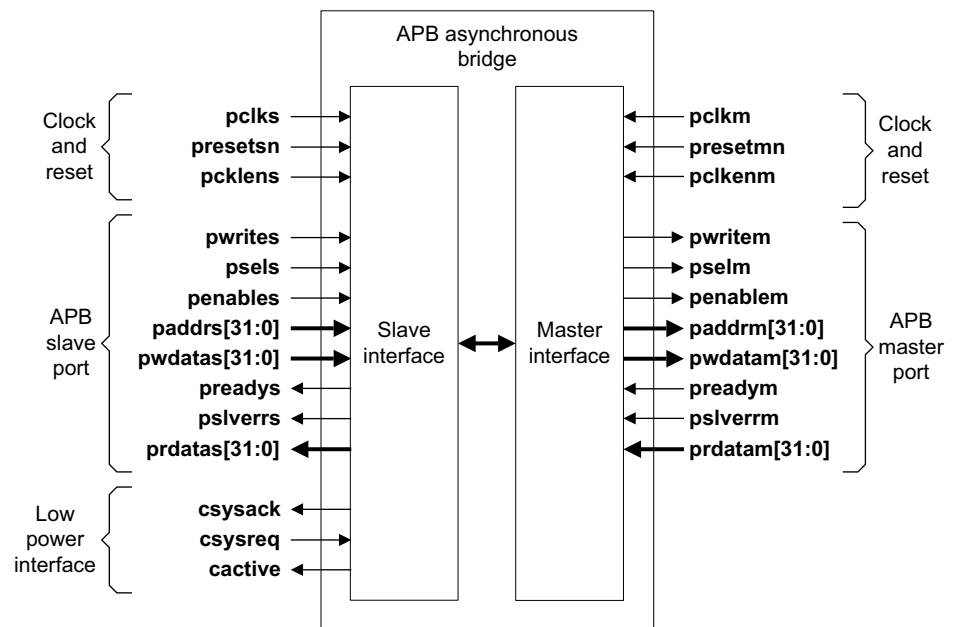 APB asynchronous
bridge
Clock
and
reset
pclks
presetsn
pcklens
APB
slave
port
pwrites
psels
penables
paddrs[31:0]
pwdatas[31:0]
preadys
pslverrs
prdatas[31:0]
Low
power
interface
csysack
csysreq
cactive
Slave
interface
Master
interface
pclkm
presetmn
pclkenm
Clock
and
reset
pwritem
pselm
penablem
paddrm[31:0]
pwdatam[31:0]
preadym
pslverrm
prdatam[31:0]
APB
master
port